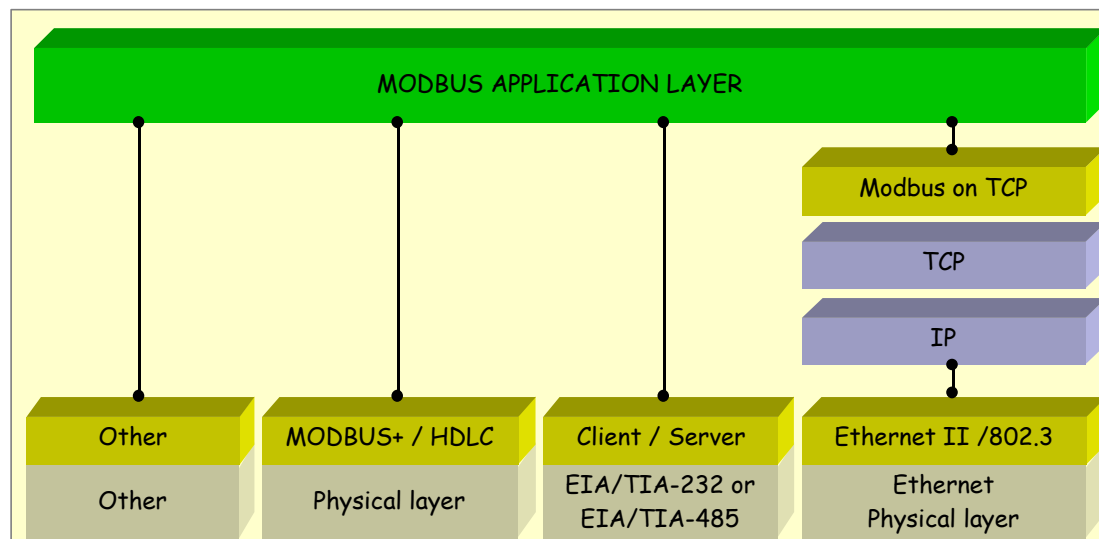 MODBUS APPLICATION LAYER
Modbus on TCP
TCP
IP
Other
MODBUS+ / HDLC
Client / Server
Ethernet II /802.3
Other
Physical layer
EIA/TIA-232 or
EIA/TIA-485
Ethernet
Physical layer